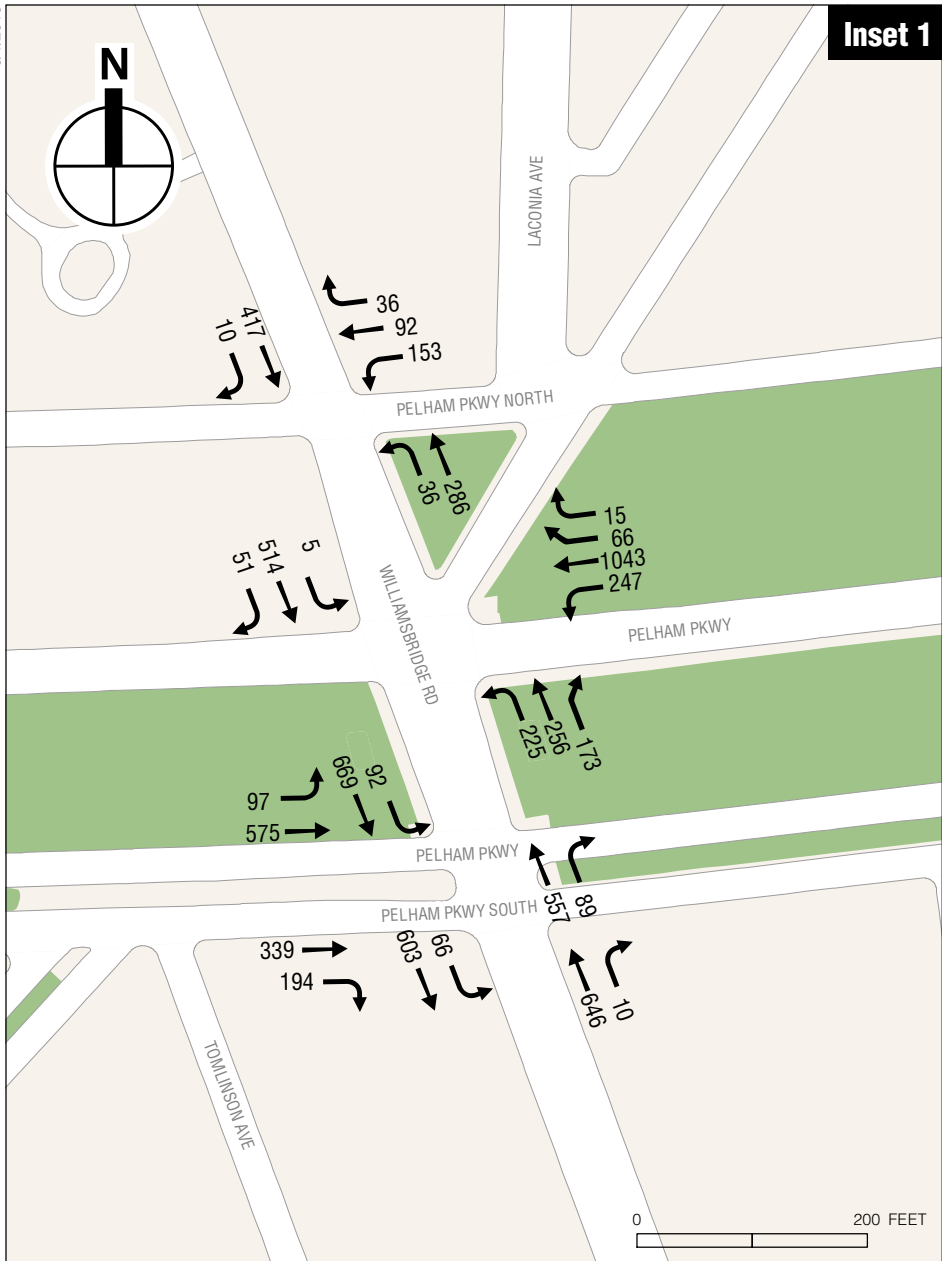 Inset 1
N
LACONIA AVE
36
92
153
417
10
PELHAM PKWY NORTH
36
286
15
66
1043
247
5
514
51
WILLIAMSBRIDGE RD
PELHAM PKWY
225
256
173
669
92
97
575
PELHAM PKWY
557
89
PELHAM PKWY SOUTH
339
194
603
66
646
10
TOMLINSON AVE
0 200 FEET